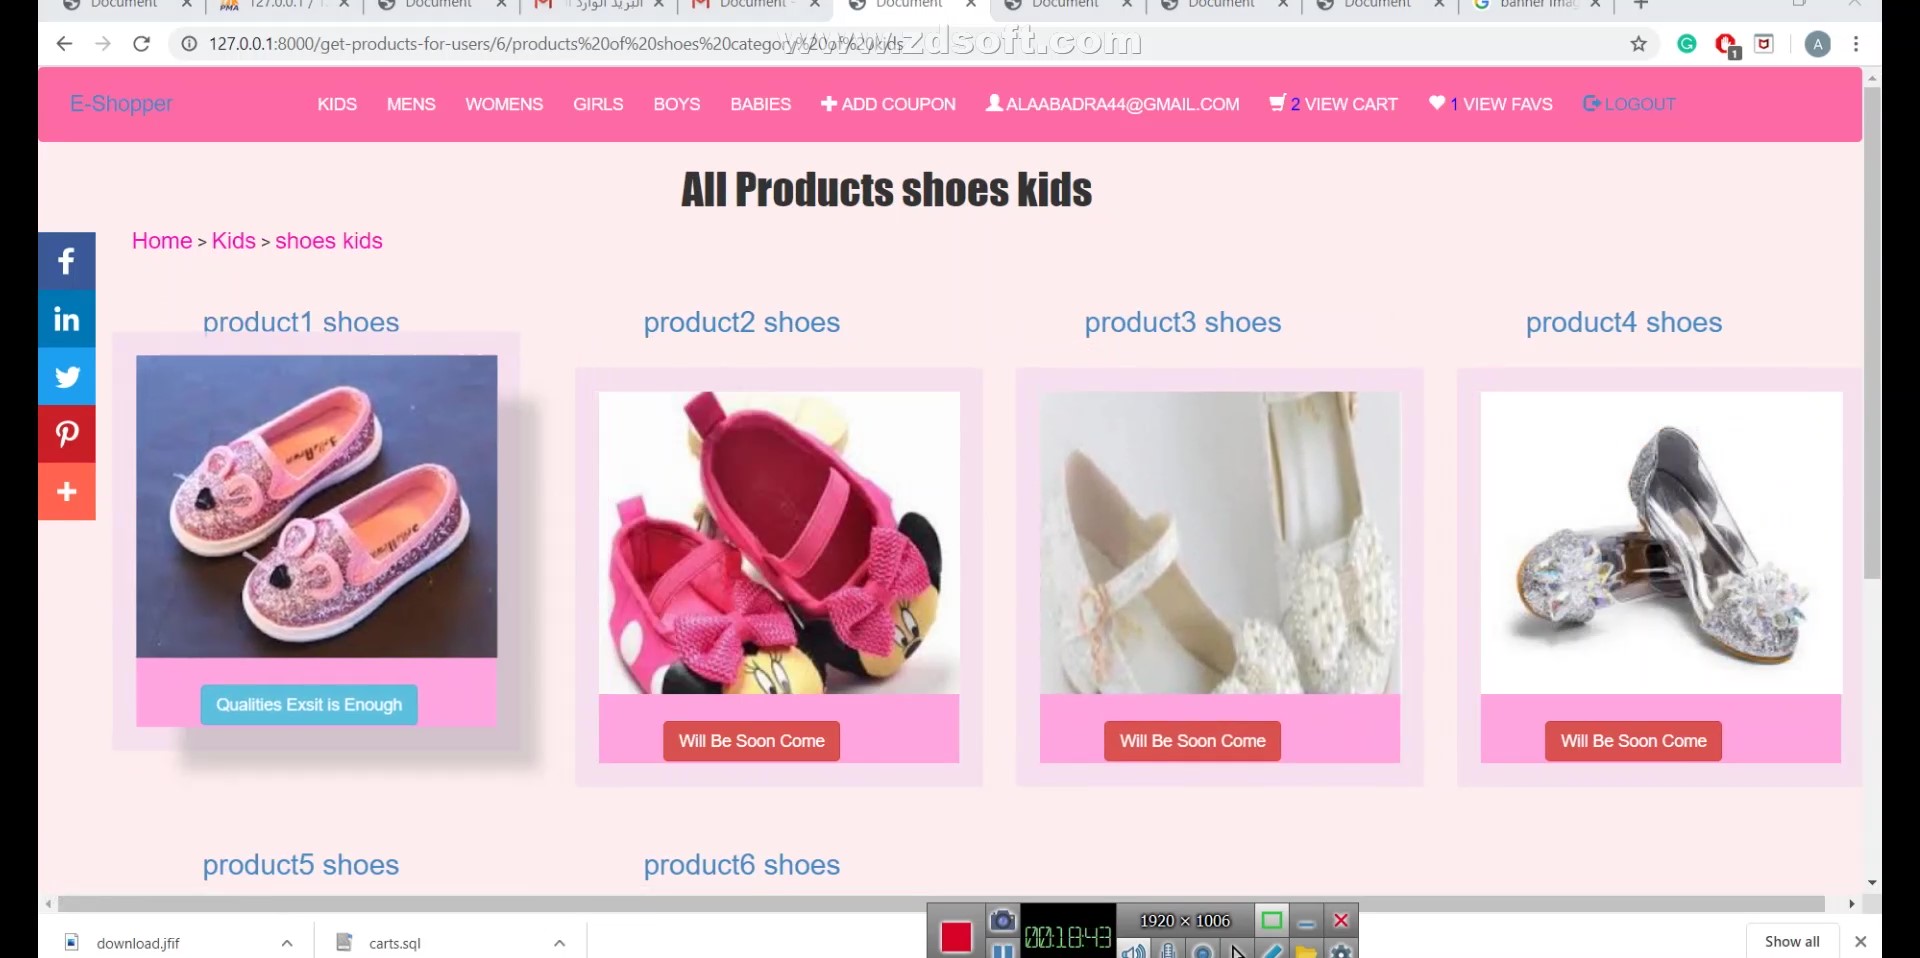 Document
127.0.0.1 / 1
Document
البريد الوارد
Document -
Document
Document
Document
Document
banner imag
127.0.0.1:8000/get-products-for-users/6/products%20of%20shoes%20category%20of%20kids
www.zdsoft.com
1
A
E-Shopper
KIDS MENS WOMENS GIRLS BOYS BABIES ADD COUPON ALAABADRA44@GMAIL.COM 2 VIEW CART 1 VIEW FAVS LOGOUT
All Products shoes kids
Home > Kids > shoes kids
product1 shoes
product2 shoes
product3 shoes
product4 shoes
Qualities Exsit is Enough
Will Be Soon Come
Will Be Soon Come
Will Be Soon Come
product5 shoes
product6 shoes
00:18:43
1920 × 1006
download.jfif
carts.sql
Show all